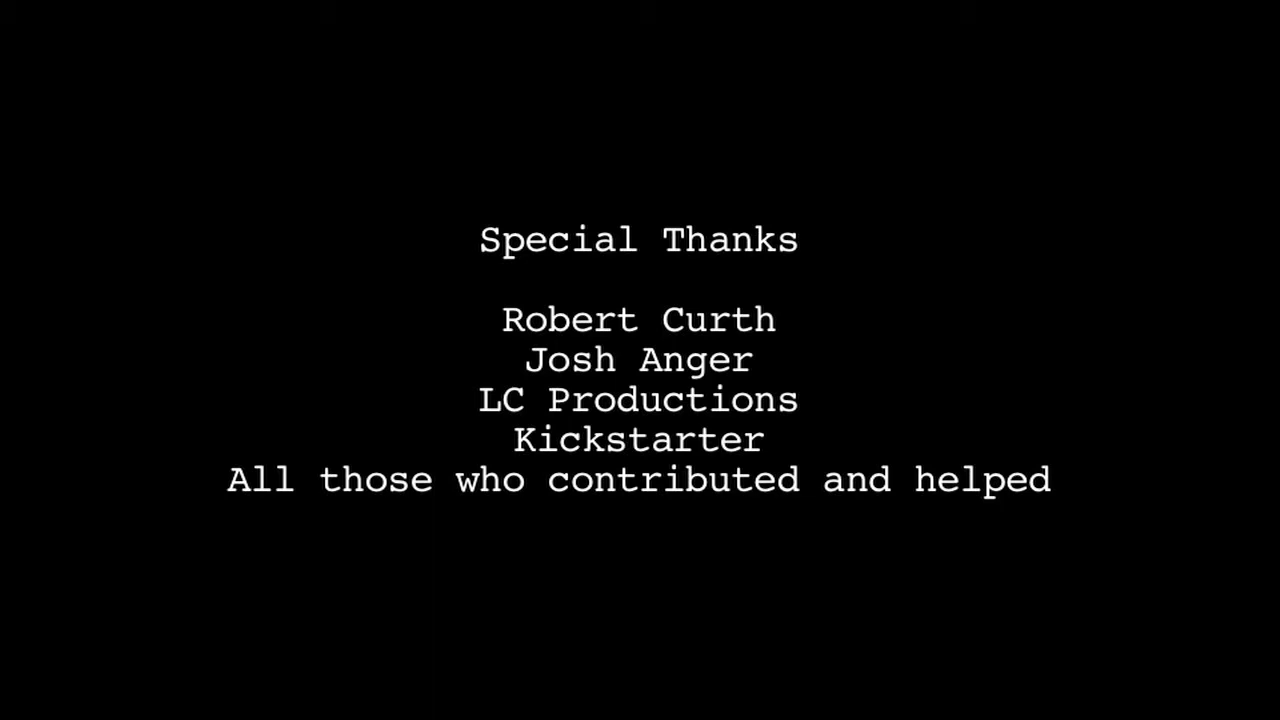 Special Thanks
Robert Curth
Josh Anger
LC Productions
Kickstarter
All those who contributed and helped